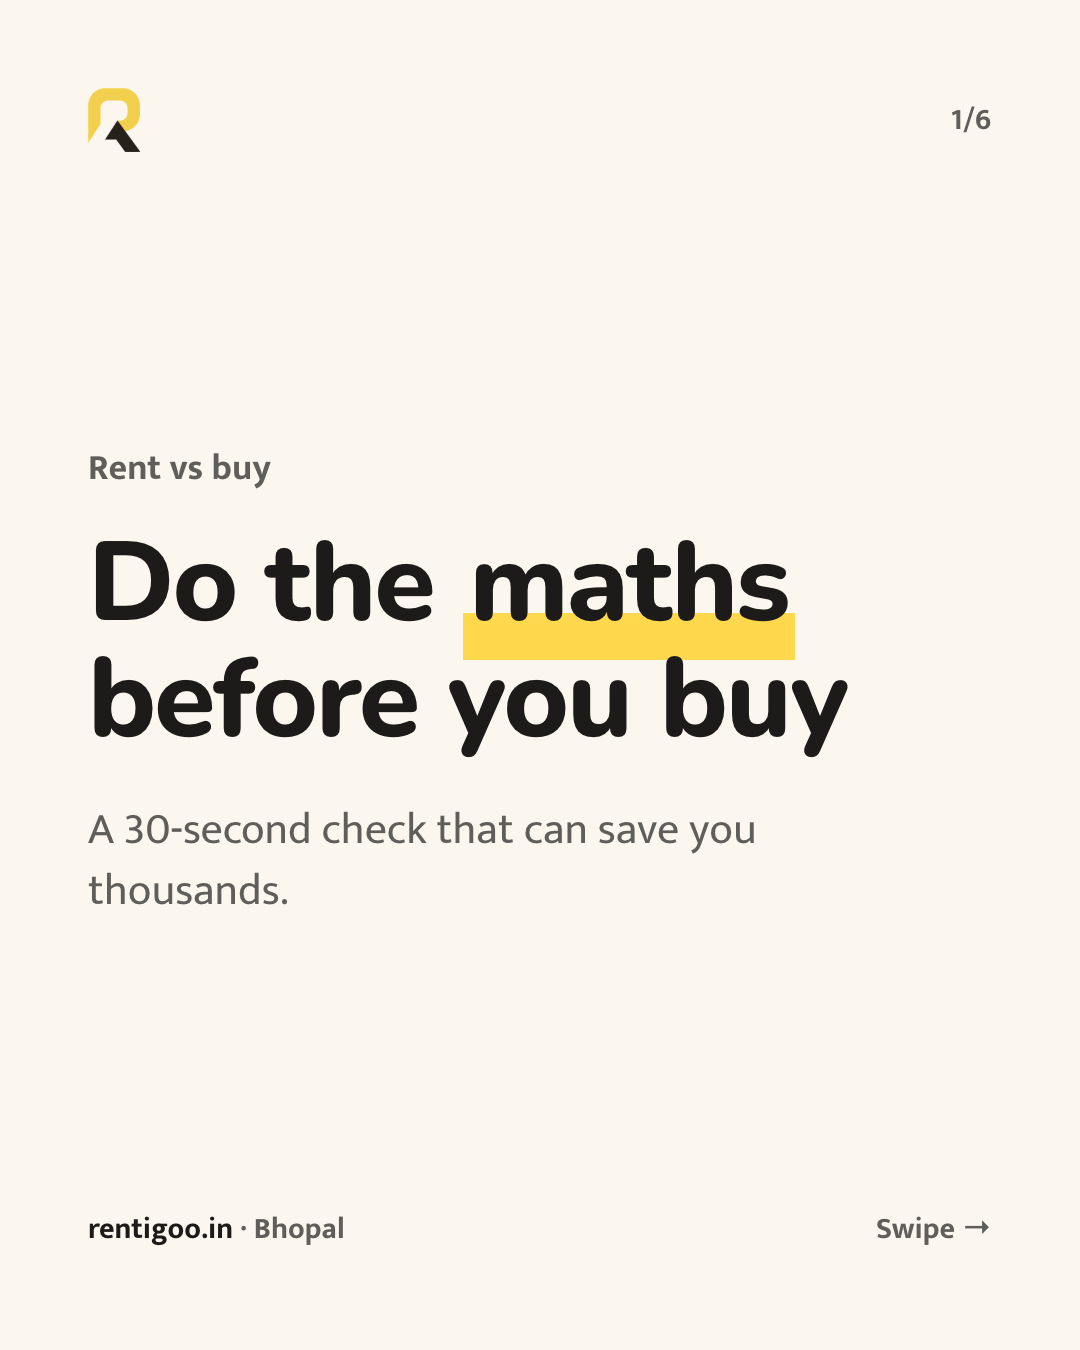 1/6
Rent vs buy
Do the maths
before you buy
A 30-second check that can save you
thousands.
rentigoo.in · Bhopal
Swipe →